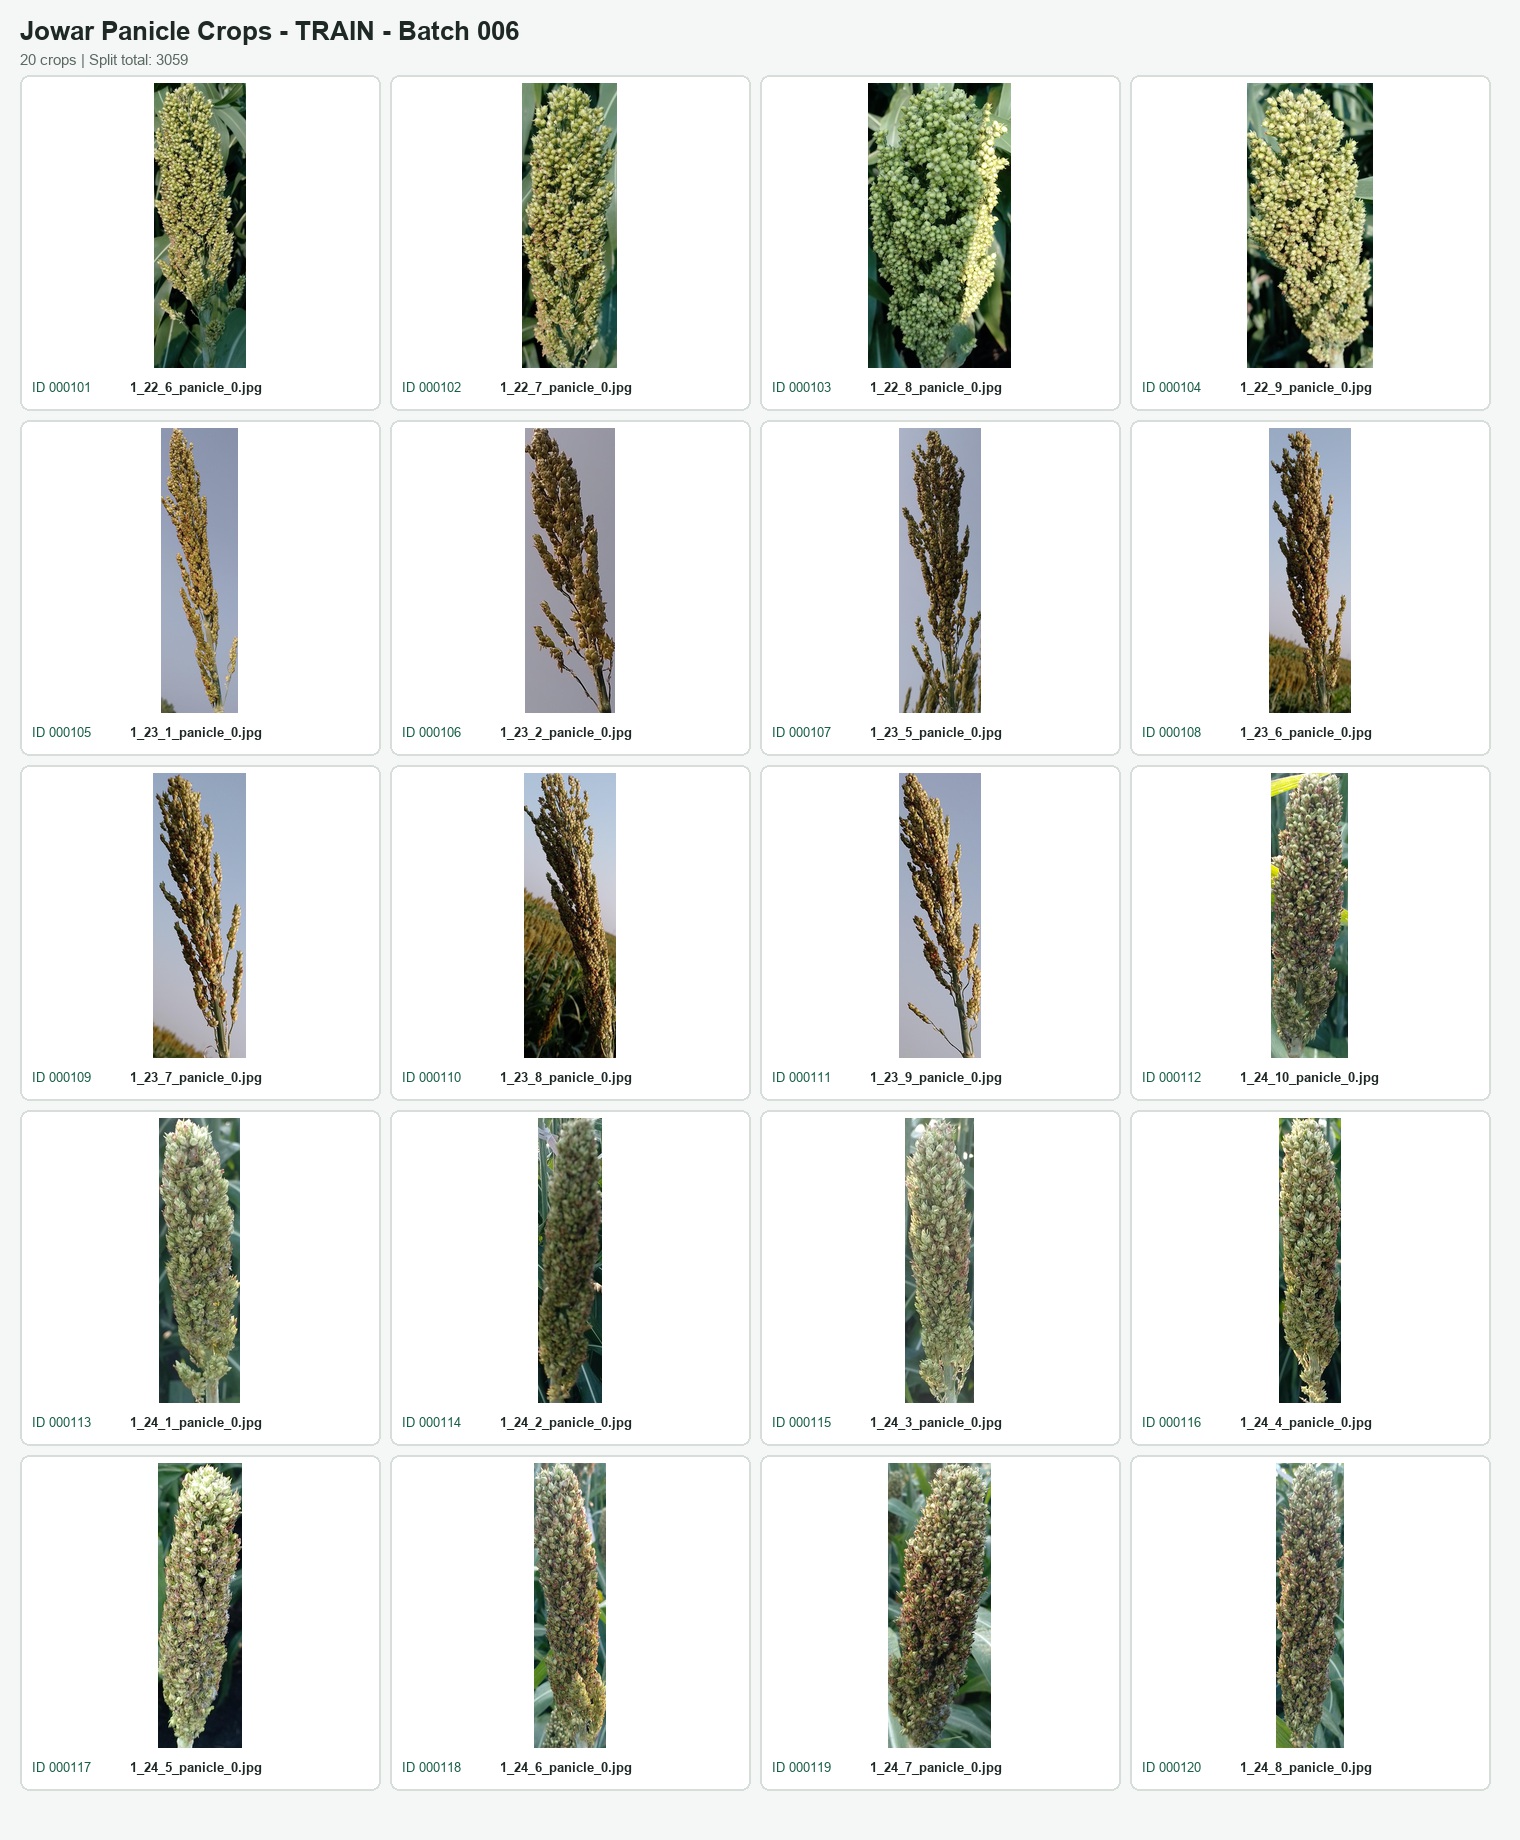 Jowar Panicle Crops - TRAIN - Batch 006
20 crops | Split total: 3059
ID 000101 1_22_6_panicle_0.jpg
ID 000102 1_22_7_panicle_0.jpg
ID 000103 1_22_8_panicle_0.jpg
ID 000104 1_22_9_panicle_0.jpg
ID 000105 1_23_1_panicle_0.jpg
ID 000106 1_23_2_panicle_0.jpg
ID 000107 1_23_5_panicle_0.jpg
ID 000108 1_23_6_panicle_0.jpg
ID 000109 1_23_7_panicle_0.jpg
ID 000110 1_23_8_panicle_0.jpg
ID 000111 1_23_9_panicle_0.jpg
ID 000112 1_24_10_panicle_0.jpg
ID 000113 1_24_1_panicle_0.jpg
ID 000114 1_24_2_panicle_0.jpg
ID 000115 1_24_3_panicle_0.jpg
ID 000116 1_24_4_panicle_0.jpg
ID 000117 1_24_5_panicle_0.jpg
ID 000118 1_24_6_panicle_0.jpg
ID 000119 1_24_7_panicle_0.jpg
ID 000120 1_24_8_panicle_0.jpg